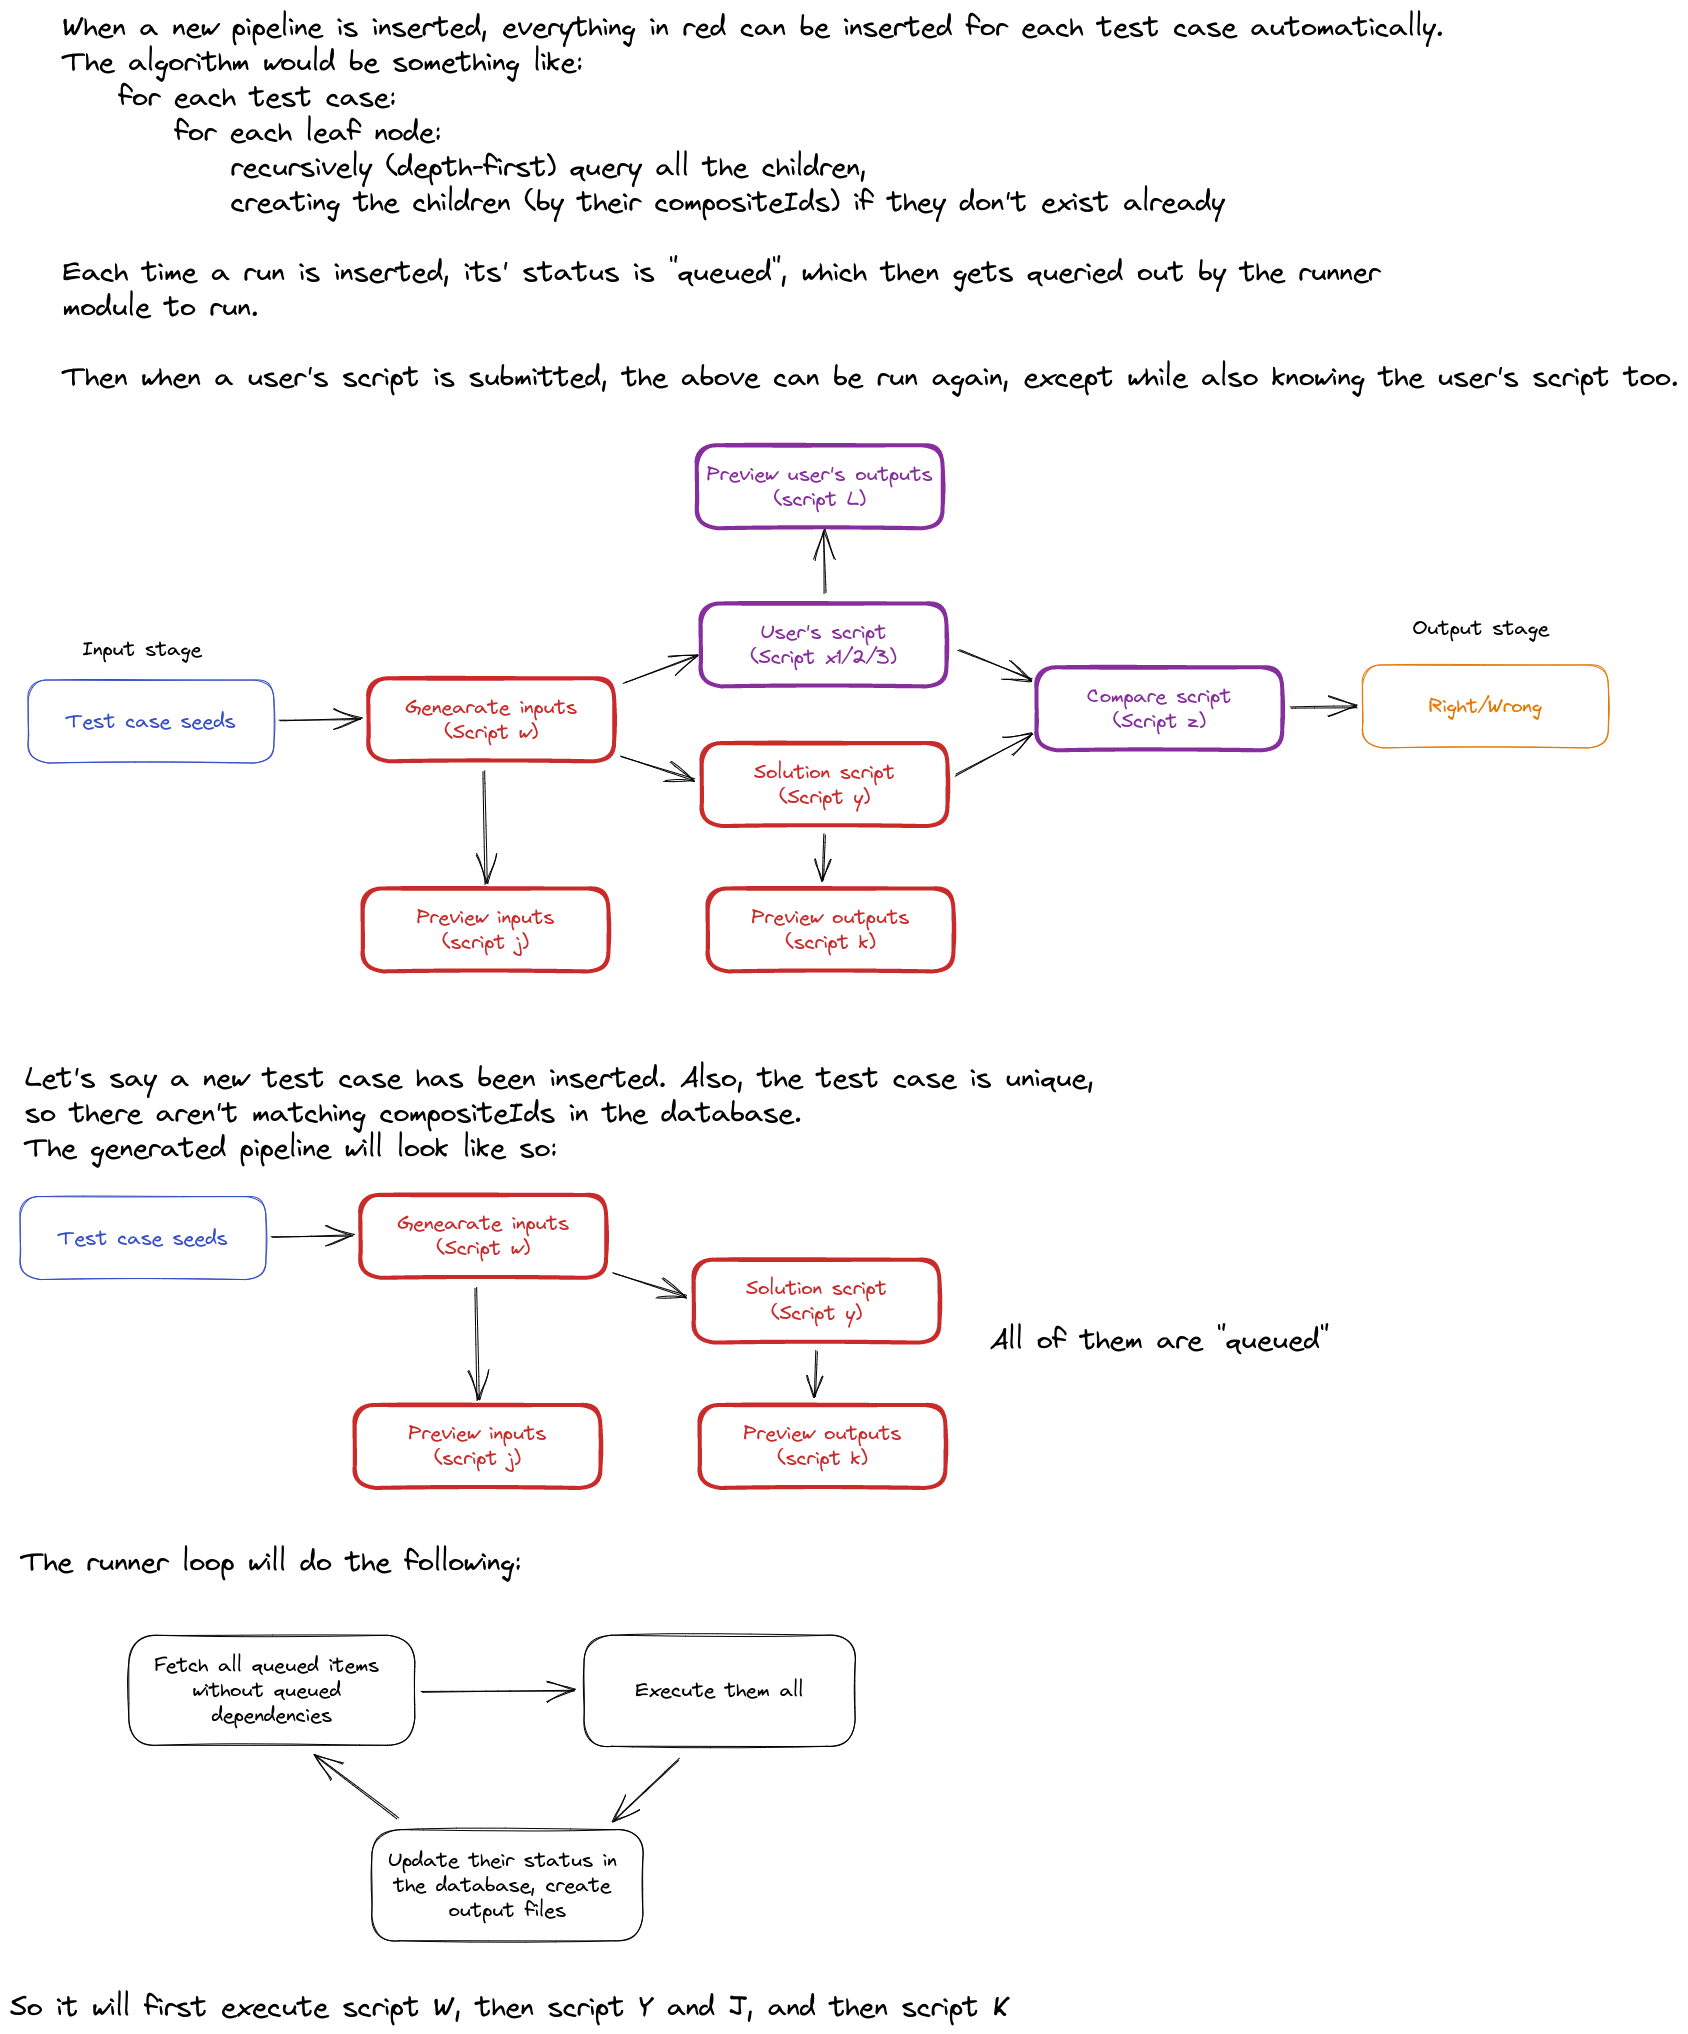 When a new pipeline is inserted, everything in red can be inserted for each test case automatically.
The algorithm would be something like:
for each test case:
for each leaf node:
recursively (depth-first) query all the children,
creating the children (by their compositeIds) if they don't exist already
Each time a run is inserted, its' status is "queued", which then gets queried out by the runner
module to run.
Then when a user's script is submitted, the above can be run again, except while also knowing the user's script too.
Preview user's outputs
(script L)
User's script
(Script x1/2/3)
Input stage
Output stage
Test case seeds
Genearate inputs
(Script w)
Compare script
(Script z)
Right/Wrong
Solution script
(Script y)
Preview inputs
(script j)
Preview outputs
(script k)
Let's say a new test case has been inserted. Also, the test case is unique,
so there aren't matching compositeIds in the database.
The generated pipeline will look like so:
Test case seeds
Genearate inputs
(Script w)
Solution script
(Script y)
All of them are "queued"
Preview inputs
(script j)
Preview outputs
(script k)
The runner loop will do the following:
Fetch all queued items
without queued
dependencies
Execute them all
Update their status in
the database, create
output files
So it will first execute script W, then script Y and J, and then script K